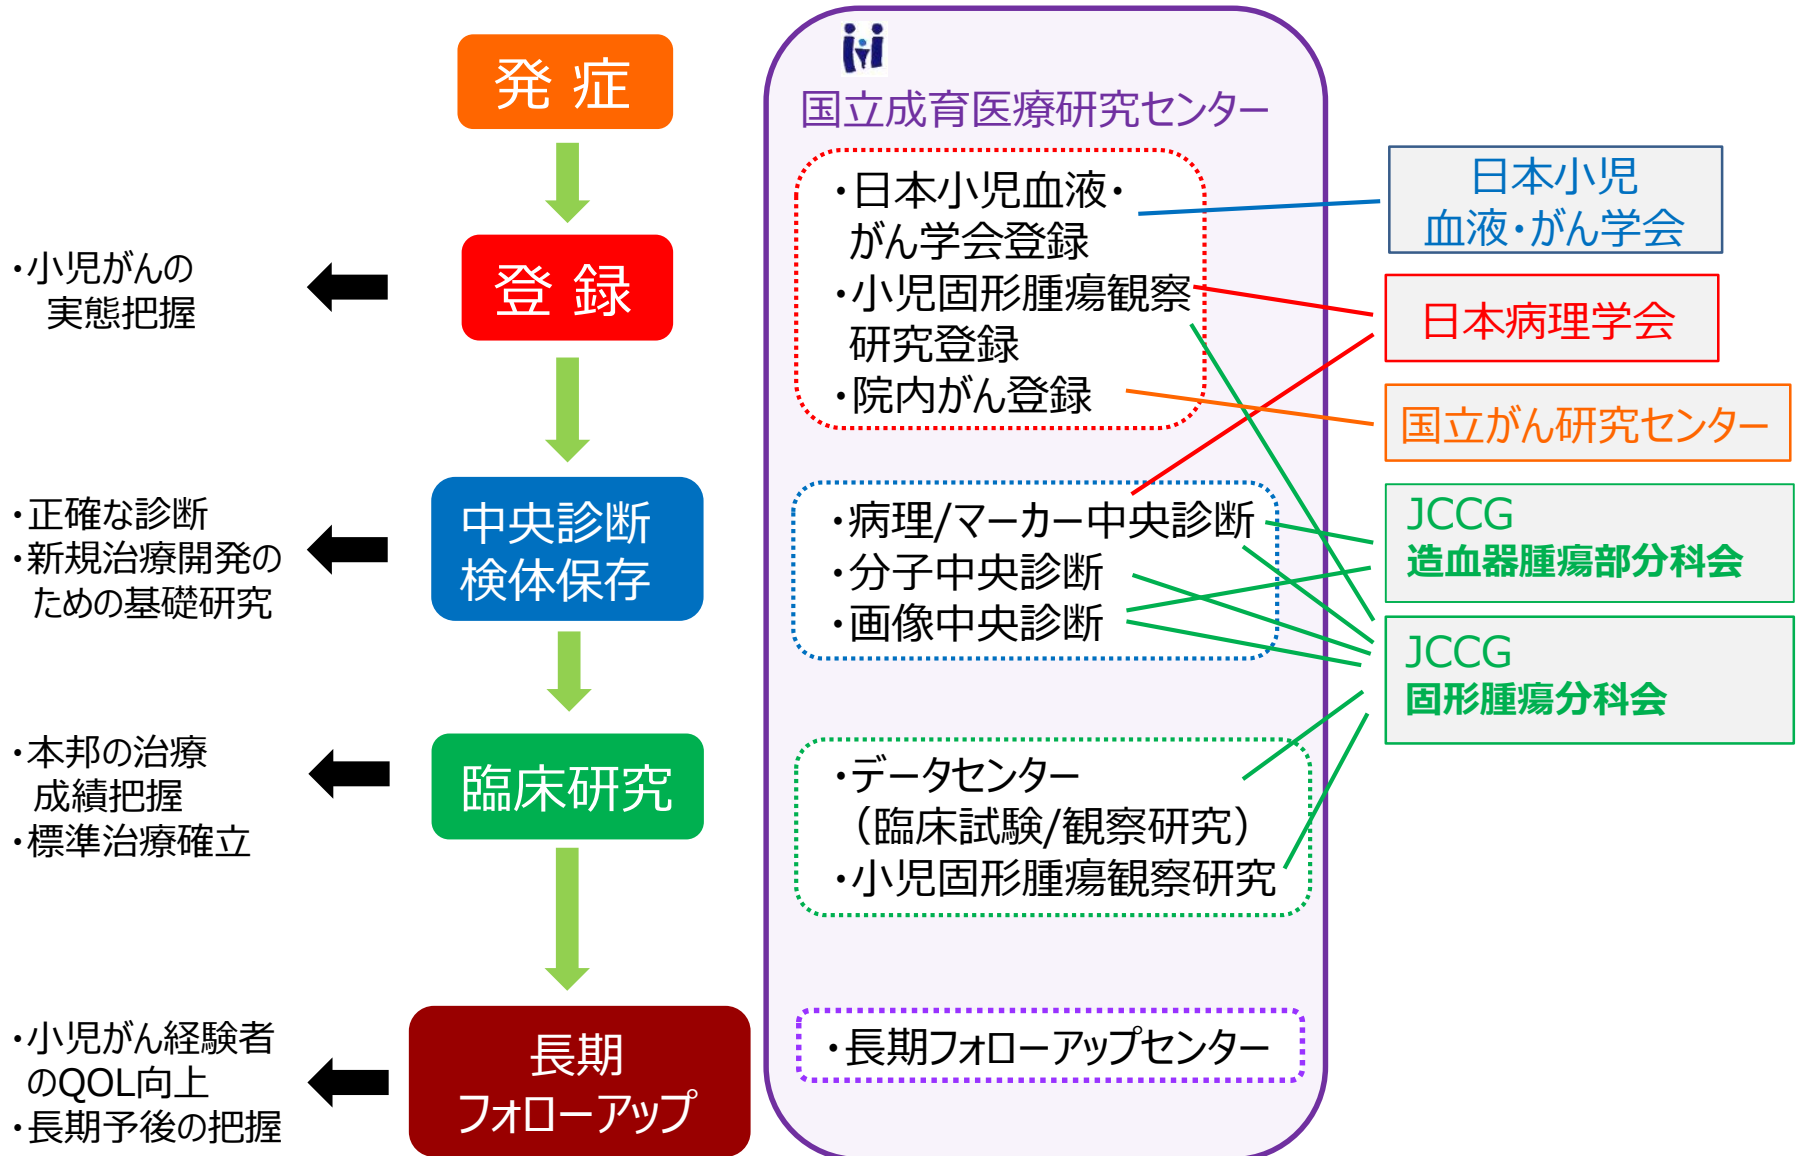 発 症
登 録
中央診断
検体保存
臨床研究
長期
フォローアップ
・小児がんの
実態把握
・正確な診断
・新規治療開発の
ための基礎研究
・本邦の治療
成績把握
・標準治療確立
・小児がん経験者
のQOL向上
・長期予後の把握
国立成育医療研究センター
・日本小児血液・
がん学会登録
・小児固形腫瘍観察
研究登録
・院内がん登録
・病理/マーカー中央診断
・分子中央診断
・画像中央診断
・データセンター
（臨床試験/観察研究）
・小児固形腫瘍観察研究
・長期フォローアップセンター
日本小児
血液・がん学会
日本病理学会
国立がん研究センター
JCCG
造血器腫瘍部分科会
JCCG
固形腫瘍分科会